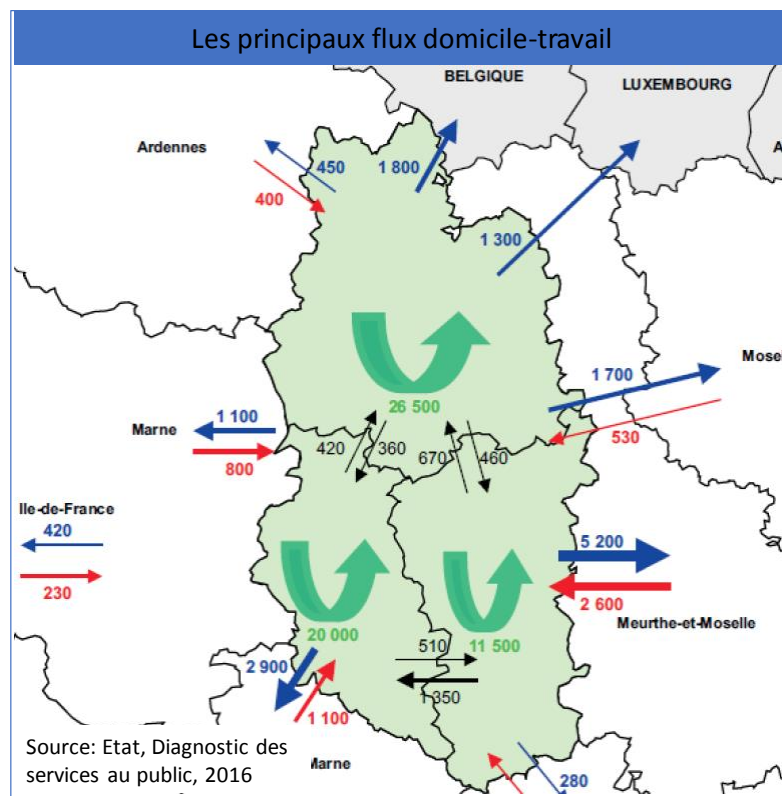 Les principaux flux domicile-travail
BELGIQUE
LUXEMBOURG
Ardennes
450
1 800
400
1 300
1 700
Mosel
26 500
1 100
Marne
800
420
360
670
460
530
Ile-de-France
420
230
5 200
2 600
Meurthe-et-Moselle
20 000
510
11 500
2 900
1 350
1 100
Source: Etat, Diagnostic des
services au public, 2016
Marne
280